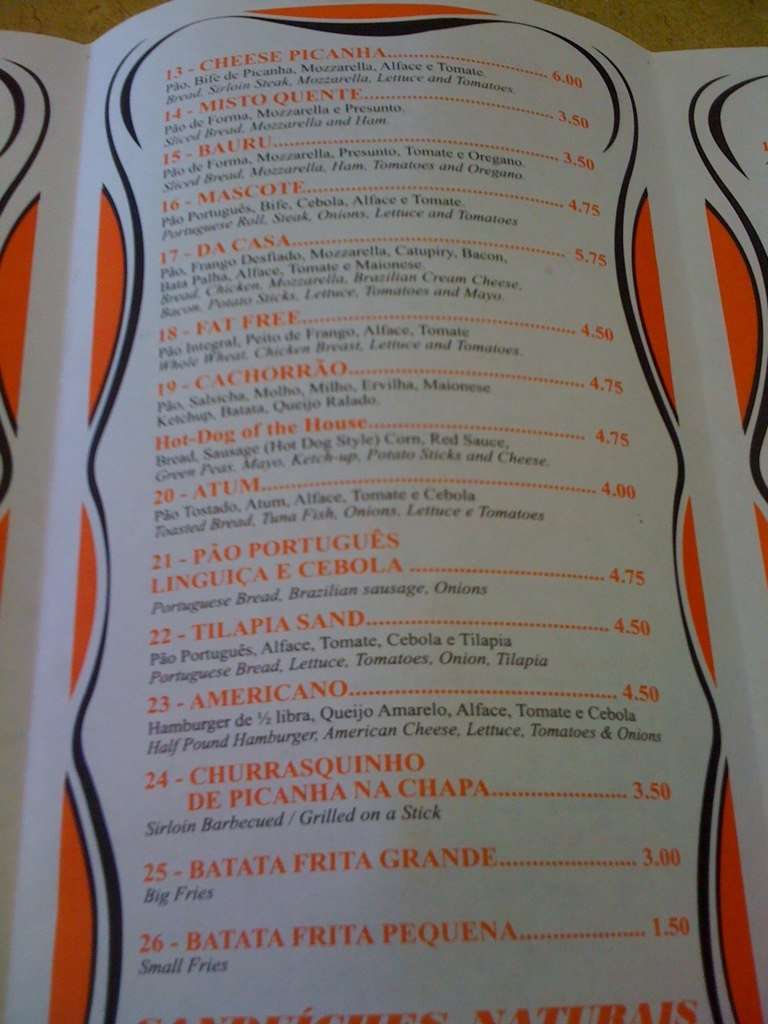 13 - CHEESE PICANHA.......................... 6.00
Pão, Bife de Picanha, Mozzarella, Alface e Tomate.
Bread, Sirloin Steak, Mozzarella, Lettuce and Tomatoes.
14 - MISTO QUENTE.......................... 3.50
Pão de Forma, Mozzarella e Presunto.
Sliced Bread, Mozzarella and Ham.
15 - BAURU.......................... 3.50
Pão de Forma, Mozzarella, Presunto, Tomate e Oregano.
Sliced Bread, Mozzarella, Ham, Tomatoes and Oregano.
16 - MASCOTE.......................... 4.75
Pão Português, Bife, Cebola, Alface e Tomate.
Portuguese Roll, Steak, Onions, Lettuce and Tomatoes
17 - DA CASA.......................... 5.75
Pão, Frango Desfiado, Mozzarella, Catupiry, Bacon,
Bata Palha, Alface, Tomate e Maionese.
Bread, Chicken, Mozzarella, Brazilian Cream Cheese,
Bacon, Potato Sticks, Lettuce, Tomatoes and Mayo.
18 - FAT FREE.......................... 4.50
Pão Integral, Peito de Frango, Alface, Tomate
Whole Wheat, Chicken Breast, Lettuce and Tomatoes.
19 - CACHORRÃO.......................... 4.75
Pão, Salsicha, Molho, Milho, Ervilha, Maionese
Ketchup, Batata, Queijo Ralado.
Hot-Dog of the House.......................... 4.75
Bread, Sausage (Hot Dog Style) Corn, Red Sauce,
Green Peas, Mayo, Ketch-up, Potato Sticks and Cheese.
20 - ATUM.......................... 4.00
Pão Tostado, Atum, Alface, Tomate e Cebola
Toasted Bread, Tuna Fish, Onions, Lettuce e Tomatoes
21 - PÃO PORTUGUÊS
LINGUIÇA E CEBOLA .......................... 4.75
Portuguese Bread, Brazilian sausage, Onions
22 - TILAPIA SAND.......................... 4.50
Pão Português, Alface, Tomate, Cebola e Tilapia
Portuguese Bread, Lettuce, Tomatoes, Onion, Tilapia
23 - AMERICANO.......................... 4.50
Hamburger de ½ libra, Queijo Amarelo, Alface, Tomate e Cebola
Half Pound Hamburger, American Cheese, Lettuce, Tomatoes & Onions
24 - CHURRASQUINHO
DE PICANHA NA CHAPA.......................... 3.50
Sirloin Barbecued / Grilled on a Stick
25 - BATATA FRITA GRANDE.......................... 3.00
Big Fries
26 - BATATA FRITA PEQUENA.......................... 1.50
Small Fries
SANDUÍCHES NATURAIS